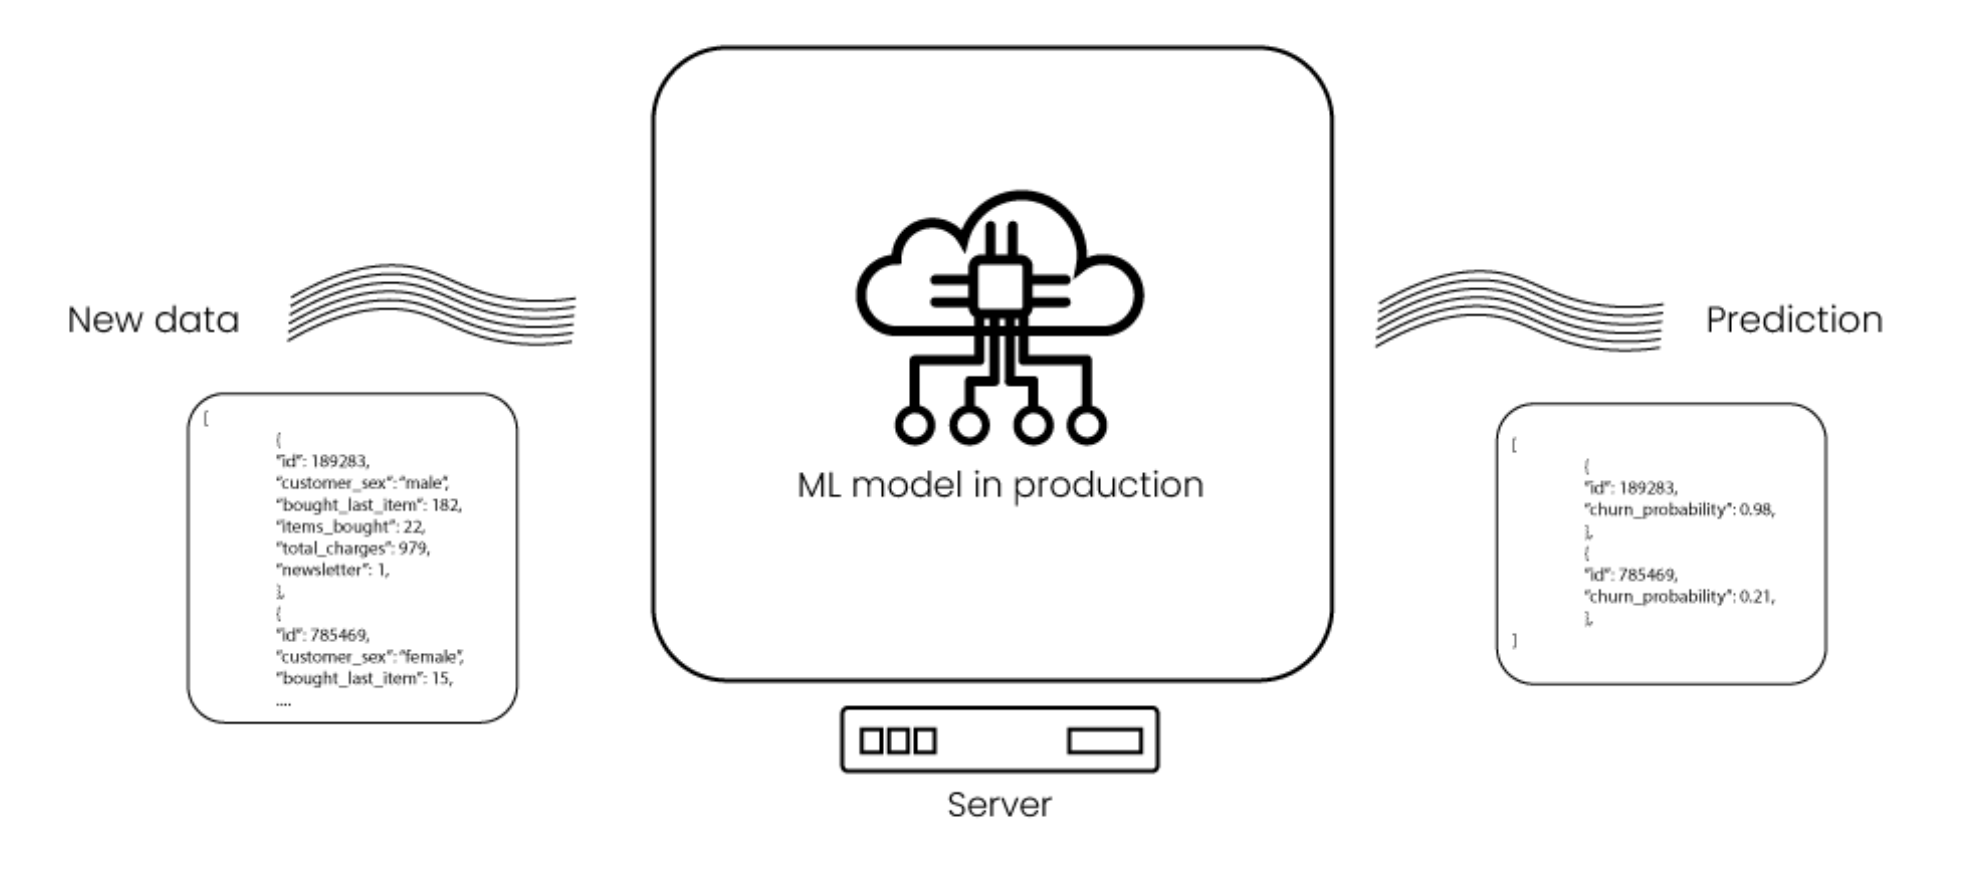 New data
[
{
"id": 189283,
"customer_sex": “male”,
"bought_last_item": 182,
"items_bought": 22,
"total_charges": 979,
"newsletter": 1,
},
{
"id": 785469,
"customer_sex": “female”,
"bought_last_item": 15,
....
ML model in production
Server
Prediction
[
{
"id": 189283,
"churn_probability": 0.98,
},
{
"id": 785469,
"churn_probability": 0.21,
},
]